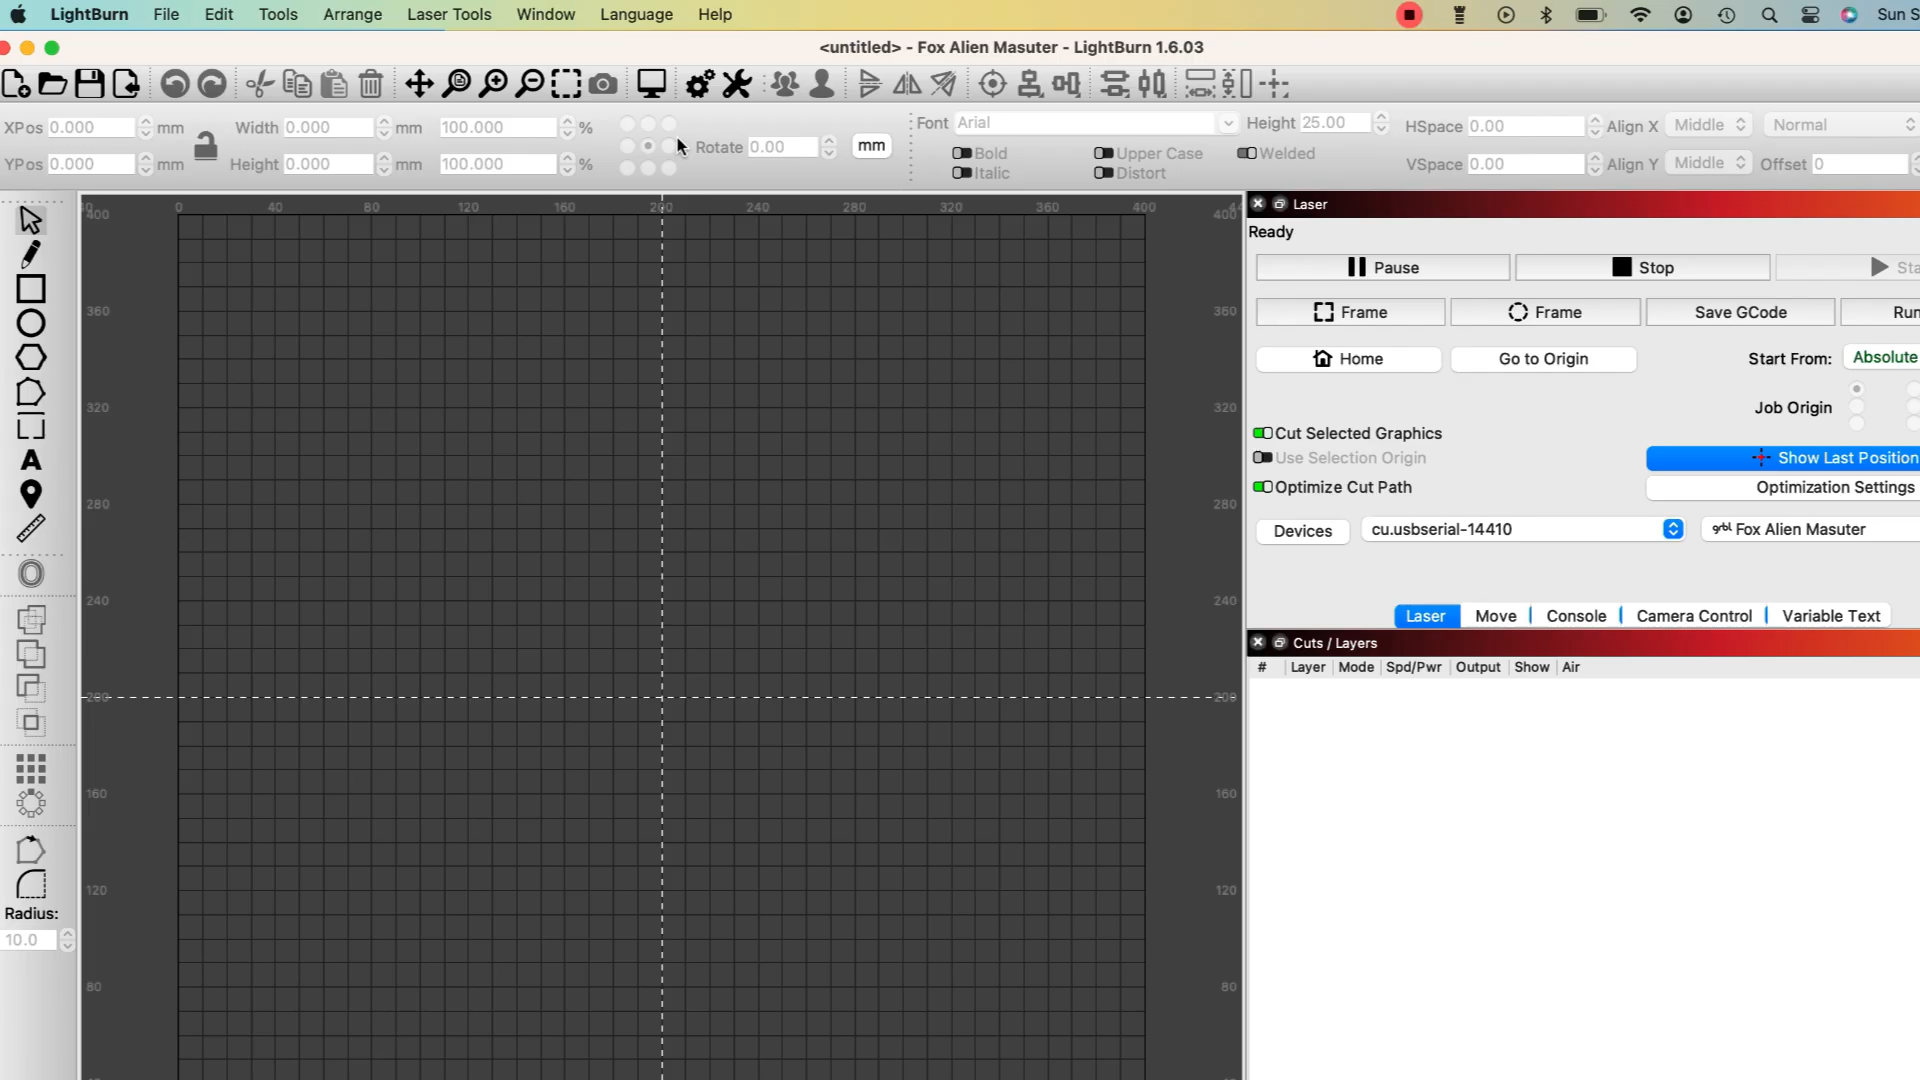 LightBurn File Edit Tools Arrange Laser Tools Window Language Help Sun S
<untitled> - Fox Alien Masuter - LightBurn 1.6.03
XPos 0.000 mm Width 0.000 mm 100.000 % Rotate 0.00 mm Font Arial Height 25.00 HSpace 0.00 Align X Middle Normal
Bold Upper Case Welded
YPos 0.000 mm Height 0.000 mm 100.000 % Italic Distort VSpace 0.00 Align Y Middle Offset 0
0 40 80 120 160 200 240 280 320 360 400
400 400
360 360
320 320
280 280
240 240
200 200
160 160
120 120
80 80
Radius:
10.0
Laser
Ready
Pause Stop Sta
Frame Frame Save GCode Run
Home Go to Origin Start From: Absolute
Job Origin
Cut Selected Graphics
Use Selection Origin Show Last Position
Optimize Cut Path Optimization Settings
Devices cu.usbserial-14410 grbl Fox Alien Masuter
Laser Move Console Camera Control Variable Text
Cuts / Layers
# Layer Mode Spd/Pwr Output Show Air